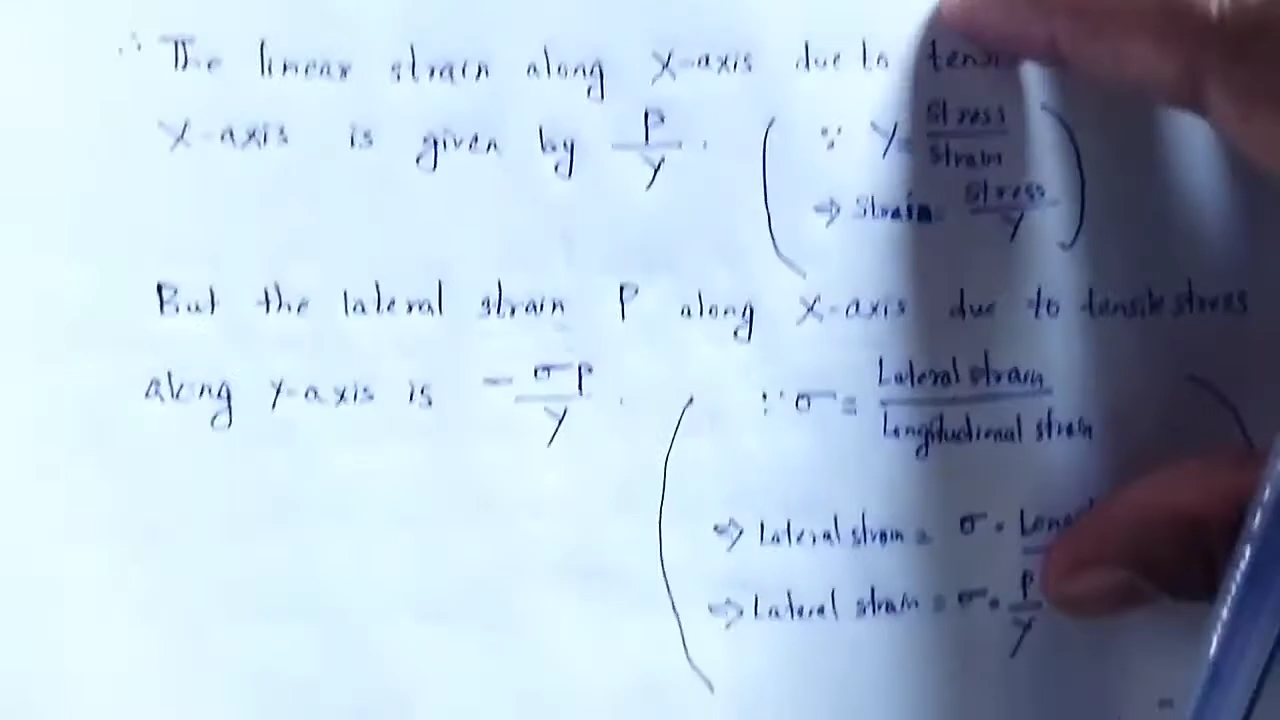 ∴ The linear strain along X-axis due to
X-axis is given by P/Y. (∵ Y = Stress/Strain
⇒ Strain = Stress/Y)
But the lateral strain P along X-axis due to tensile stress
along Y-axis is - σP/Y. (∵ σ = Lateral strain/Longitudinal strain
⇒ Lateral strain = σ ·
⇒ Lateral strain = σ · P/Y